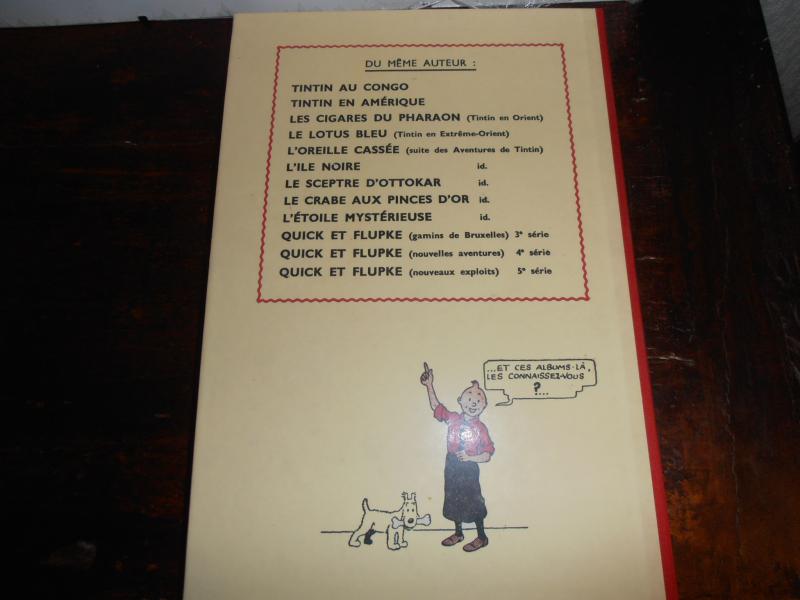 DU MÊME AUTEUR :
TINTIN AU CONGO
TINTIN EN AMÉRIQUE
LES CIGARES DU PHARAON (Tintin en Orient)
LE LOTUS BLEU (Tintin en Extrême-Orient)
L'OREILLE CASSÉE (suite des Aventures de Tintin)
L'ILE NOIRE id.
LE SCEPTRE D'OTTOKAR id.
LE CRABE AUX PINCES D'OR id.
L'ÉTOILE MYSTÉRIEUSE id.
QUICK ET FLUPKE (gamins de Bruxelles) 3e série
QUICK ET FLUPKE (nouvelles aventures) 4e série
QUICK ET FLUPKE (nouveaux exploits) 5e série
...ET CES ALBUMS-LÀ,
LES CONNAISSEZ-VOUS
?...